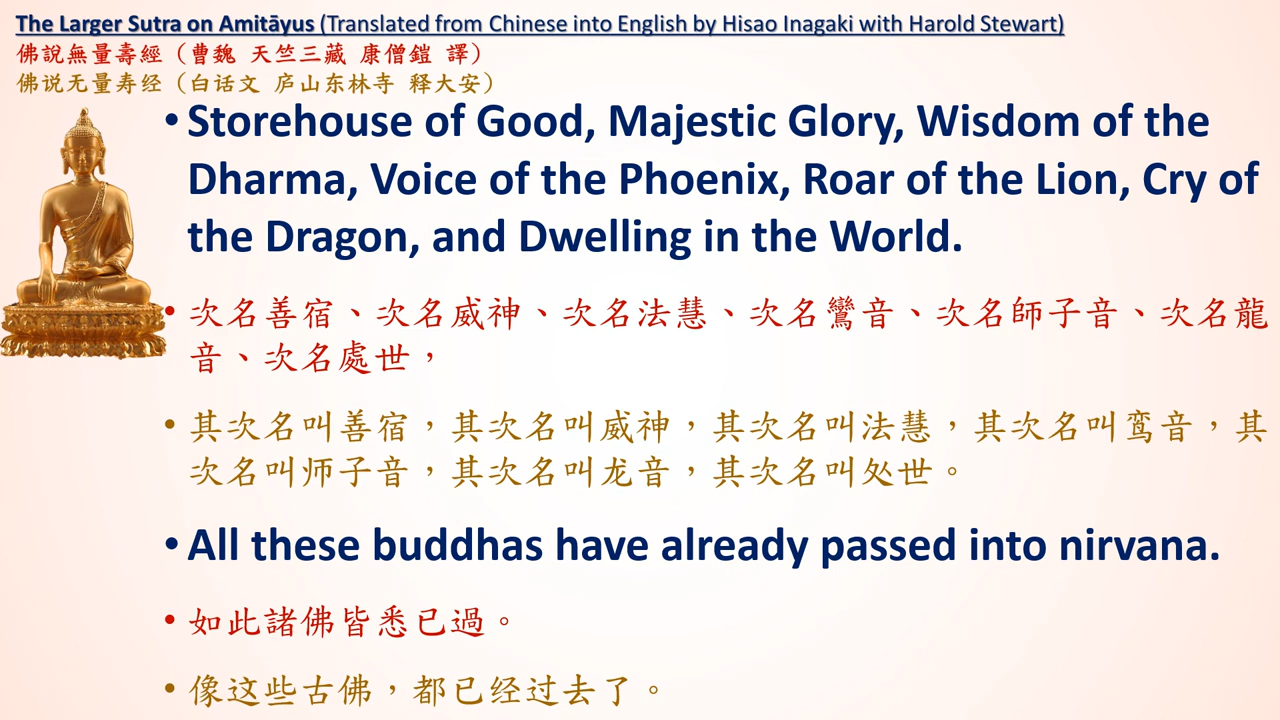 The Larger Sutra on Amitāyus (Translated from Chinese into English by Hisao Inagaki with Harold Stewart)
佛說無量壽經（曹魏 天竺三藏 康僧鎧 譯）
佛说无量寿经（白话文 庐山东林寺 释大安）
• Storehouse of Good, Majestic Glory, Wisdom of the
Dharma, Voice of the Phoenix, Roar of the Lion, Cry of
the Dragon, and Dwelling in the World.
• 次名善宿、次名威神、次名法慧、次名鸞音、次名師子音、次名龍
音、次名處世，
• 其次名叫善宿，其次名叫威神，其次名叫法慧，其次名叫鸾音，其
次名叫师子音，其次名叫龙音，其次名叫处世。
• All these buddhas have already passed into nirvana.
• 如此諸佛皆悉已過。
• 像这些古佛，都已经过去了。